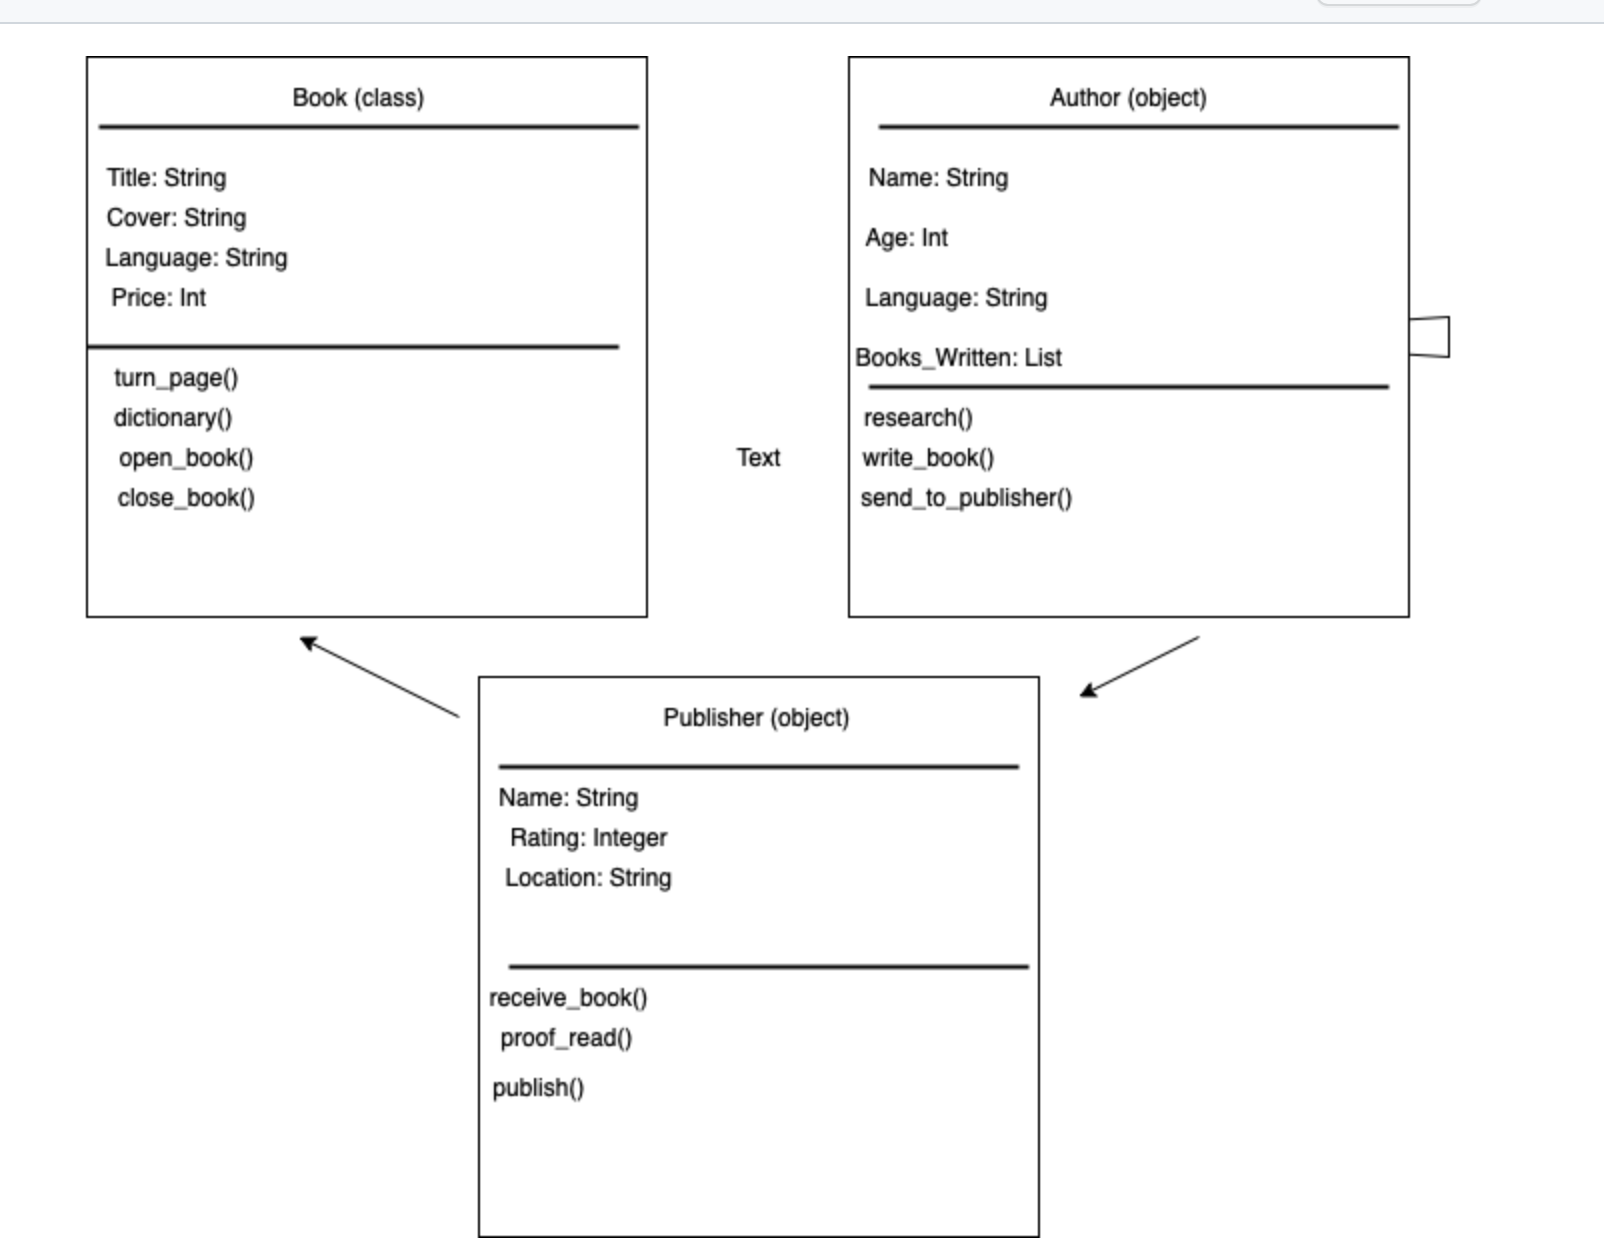 Book (class)
Title: String
Cover: String
Language: String
Price: Int
turn_page()
dictionary()
open_book()
close_book()
Text
Author (object)
Name: String
Age: Int
Language: String
Books_Written: List
research()
write_book()
send_to_publisher()
Publisher (object)
Name: String
Rating: Integer
Location: String
receive_book()
proof_read()
publish()